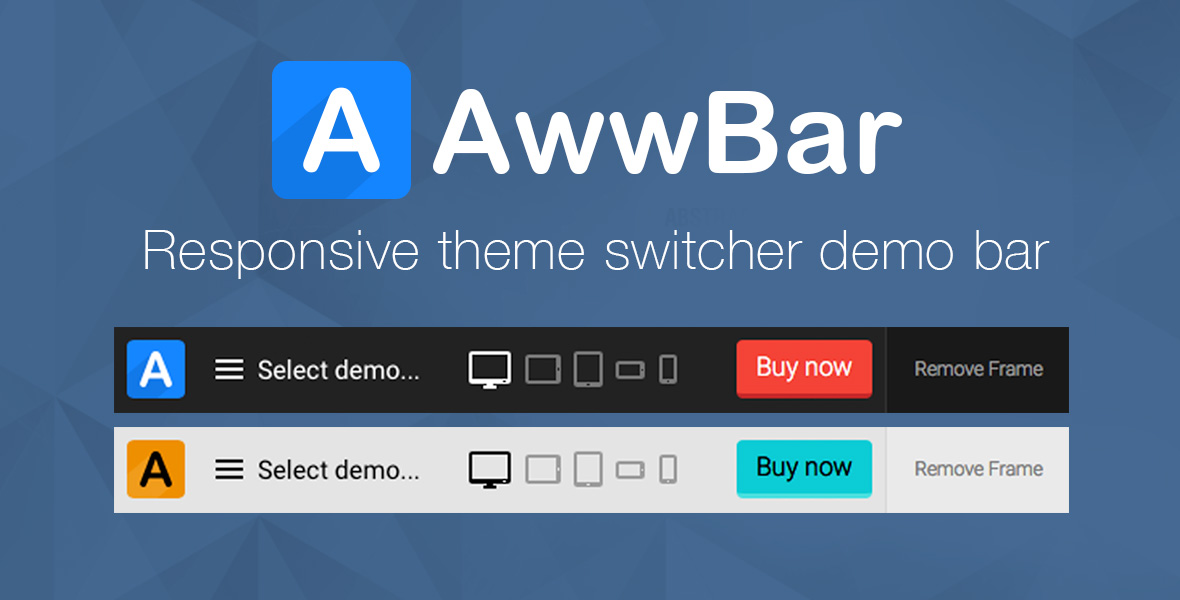 A AwwBar
Responsive theme switcher demo bar
A Select demo... Buy now Remove Frame
A Select demo... Buy now Remove Frame